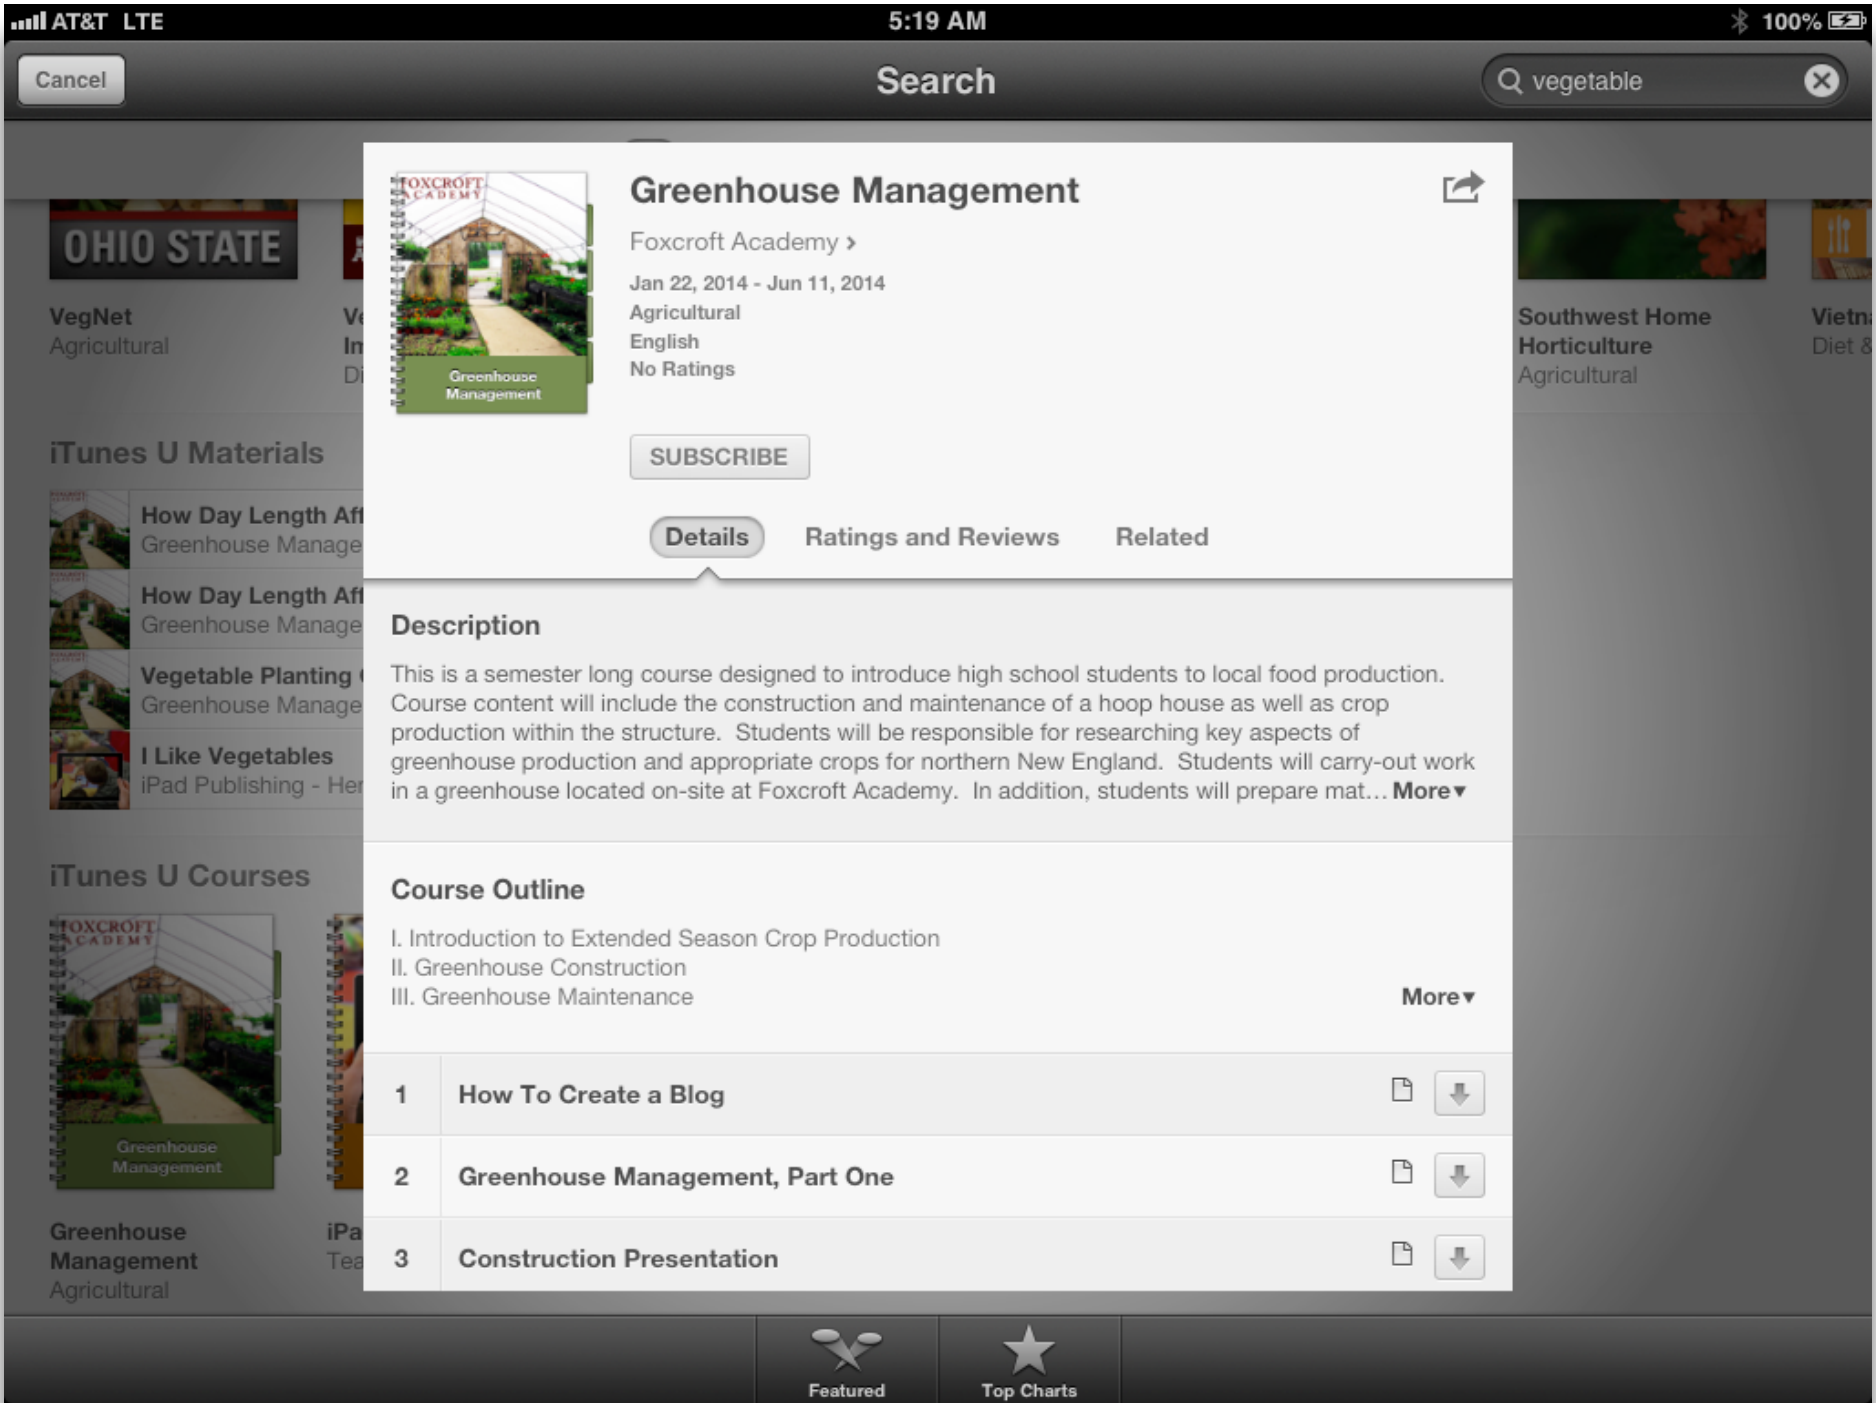 AT&T LTE
5:19 AM
100%
Cancel
Search
vegetable
OHIO STATE
VegNet
Agricultural
Southwest Home
Horticulture
Agricultural
Diet &
iTunes U Materials
How Day Length
Greenhouse
How Day Length
Greenhouse
Vegetable Planting
Greenhouse
I Like Vegetables
iPad Publishing -
iTunes U Courses
FOXCROFT
ACADEMY
Greenhouse
Management
Greenhouse
Management
Agricultural
FOXCROFT
ACADEMY
Greenhouse
Management
Greenhouse Management
Foxcroft Academy >
Jan 22, 2014 - Jun 11, 2014
Agricultural
English
No Ratings
SUBSCRIBE
Details
Ratings and Reviews
Related
Description
This is a semester long course designed to introduce high school students to local food production.
Course content will include the construction and maintenance of a hoop house as well as crop
production within the structure.  Students will be responsible for researching key aspects of
greenhouse production and appropriate crops for northern New England.  Students will carry-out work
in a greenhouse located on-site at Foxcroft Academy.  In addition, students will prepare mat… More▼
Course Outline
I. Introduction to Extended Season Crop Production
II. Greenhouse Construction
III. Greenhouse Maintenance
More▼
1 How To Create a Blog
2 Greenhouse Management, Part One
3 Construction Presentation
Featured
Top Charts